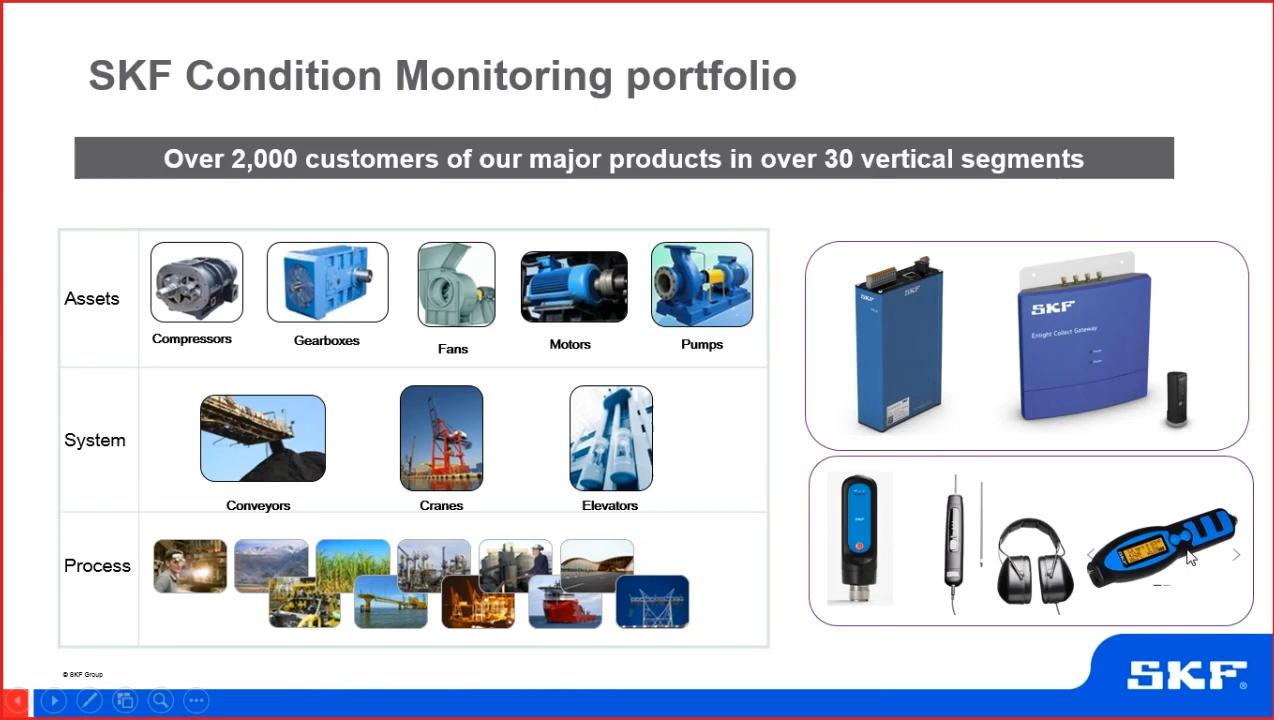 SKF Condition Monitoring portfolio
Over 2,000 customers of our major products in over 30 vertical segments
Assets
Compressors
Gearboxes
Fans
Motors
Pumps
System
Conveyors
Cranes
Elevators
Process
SKF
SKF
SKF
Enlight Collect Gateway
SKF
© SKF Group
SKF®